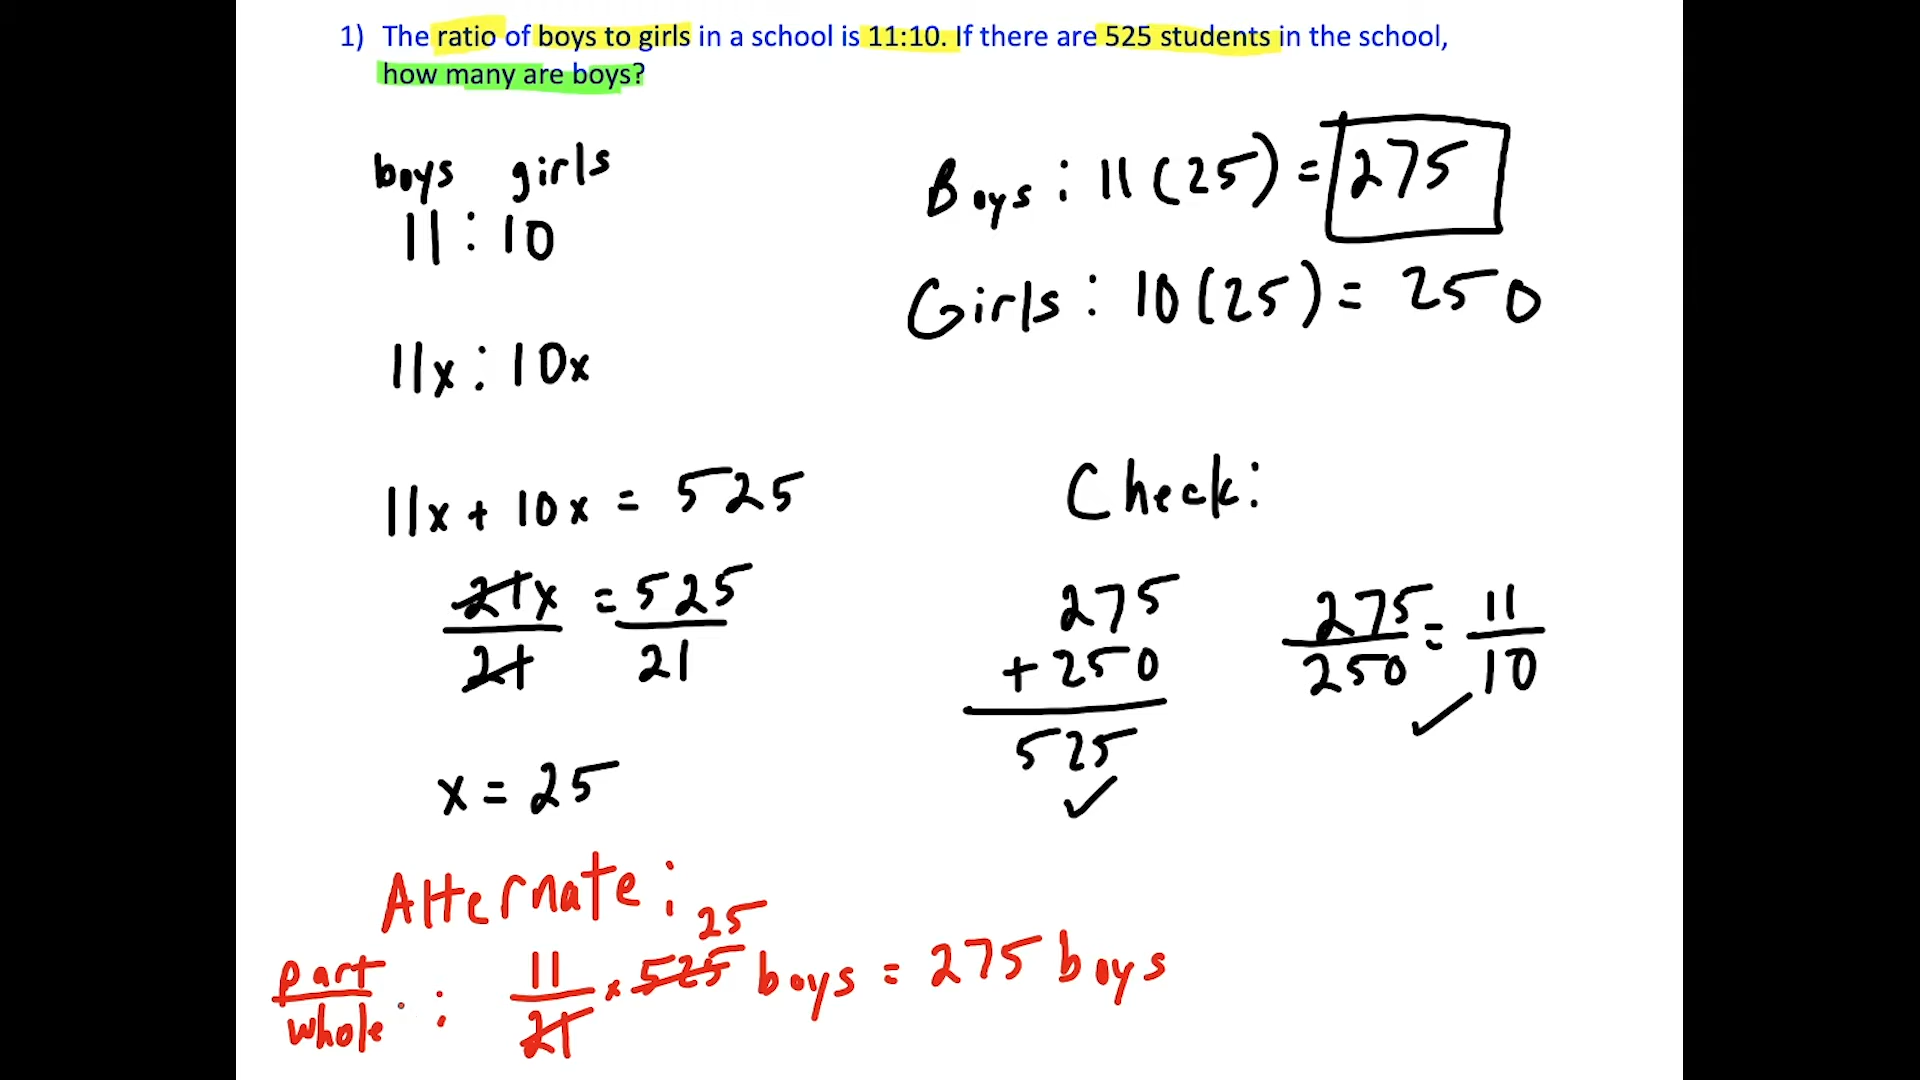 1) The ratio of boys to girls in a school is 11:10. If there are 525 students in the school,
how many are boys?
boys girls
11 : 10
11x : 10x
11x + 10x = 525
21x = 525
21 21
x = 25
Boys : 11(25) = 275
Girls : 10(25) = 250
Check:
275
+ 250
525
✓
275 = 11
250 10
✓
Alternate:
25
part : 11 × 525 boys = 275 boys
whole 21